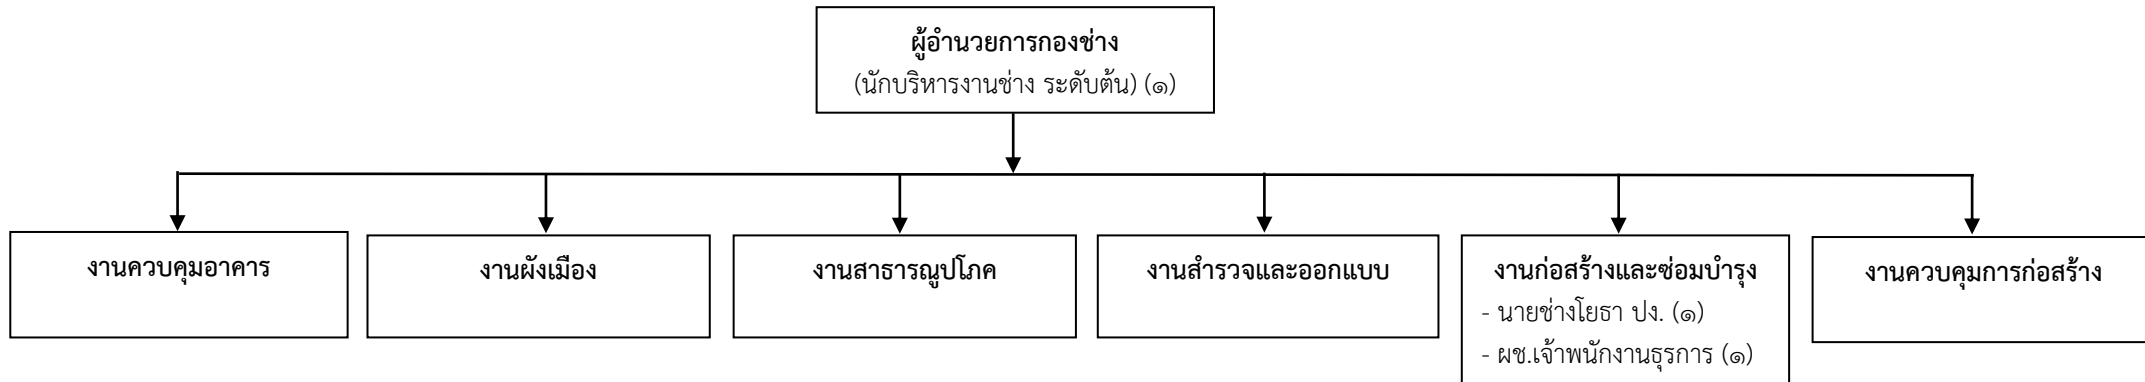 ผู้อำนวยการกองช่าง
(นักบริหารงานช่าง ระดับต้น) (๑)
งานควบคุมอาคาร
งานผังเมือง
งานสาธารณูปโภค
งานสำรวจและออกแบบ
งานก่อสร้างและซ่อมบำรุง
- นายช่างโยธา ปง. (๑)
- ผช.เจ้าพนักงานธุรการ (๑)
งานควบคุมการก่อสร้าง